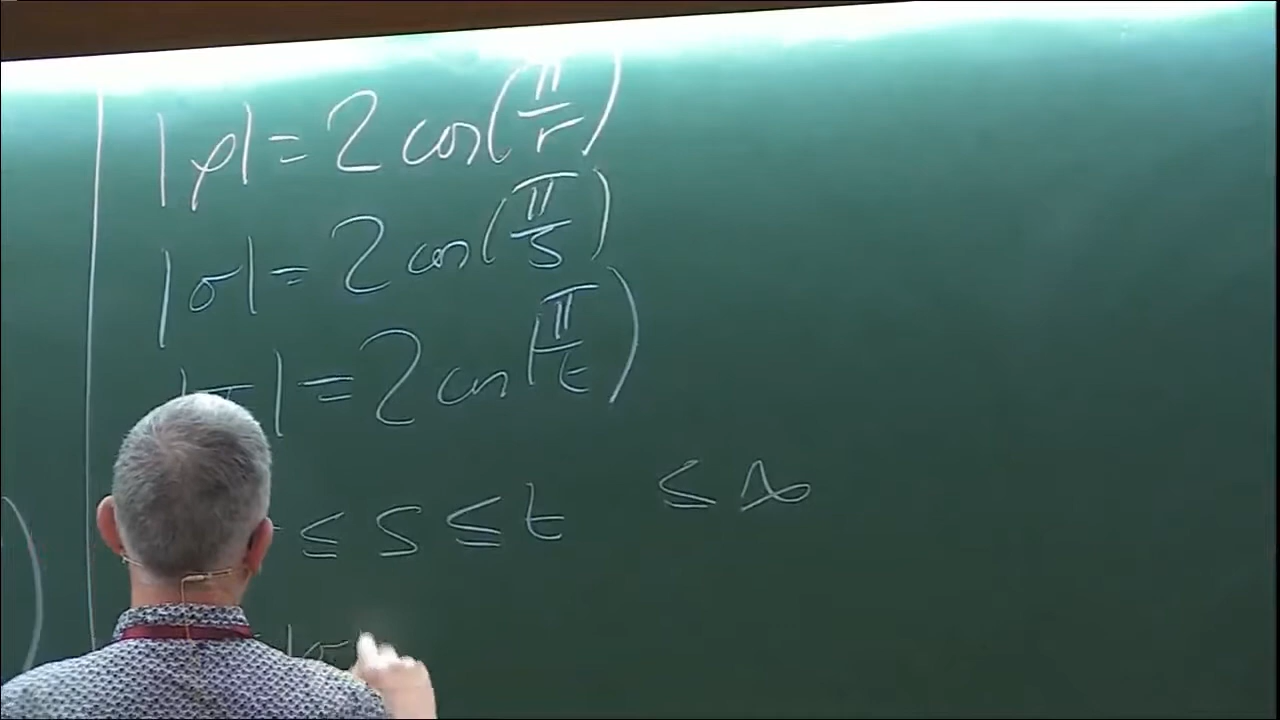 |ρ| = 2 cos(π/r)
|σ| = 2 cos(π/s)
|τ| = 2 cos(π/t)
≤ s ≤ t ≤ ∞
|σ